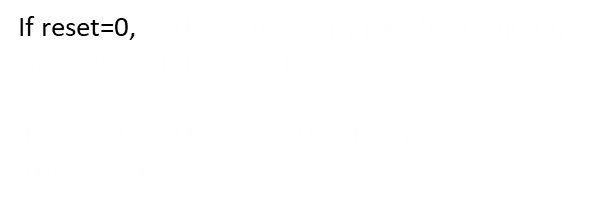 If reset=0,